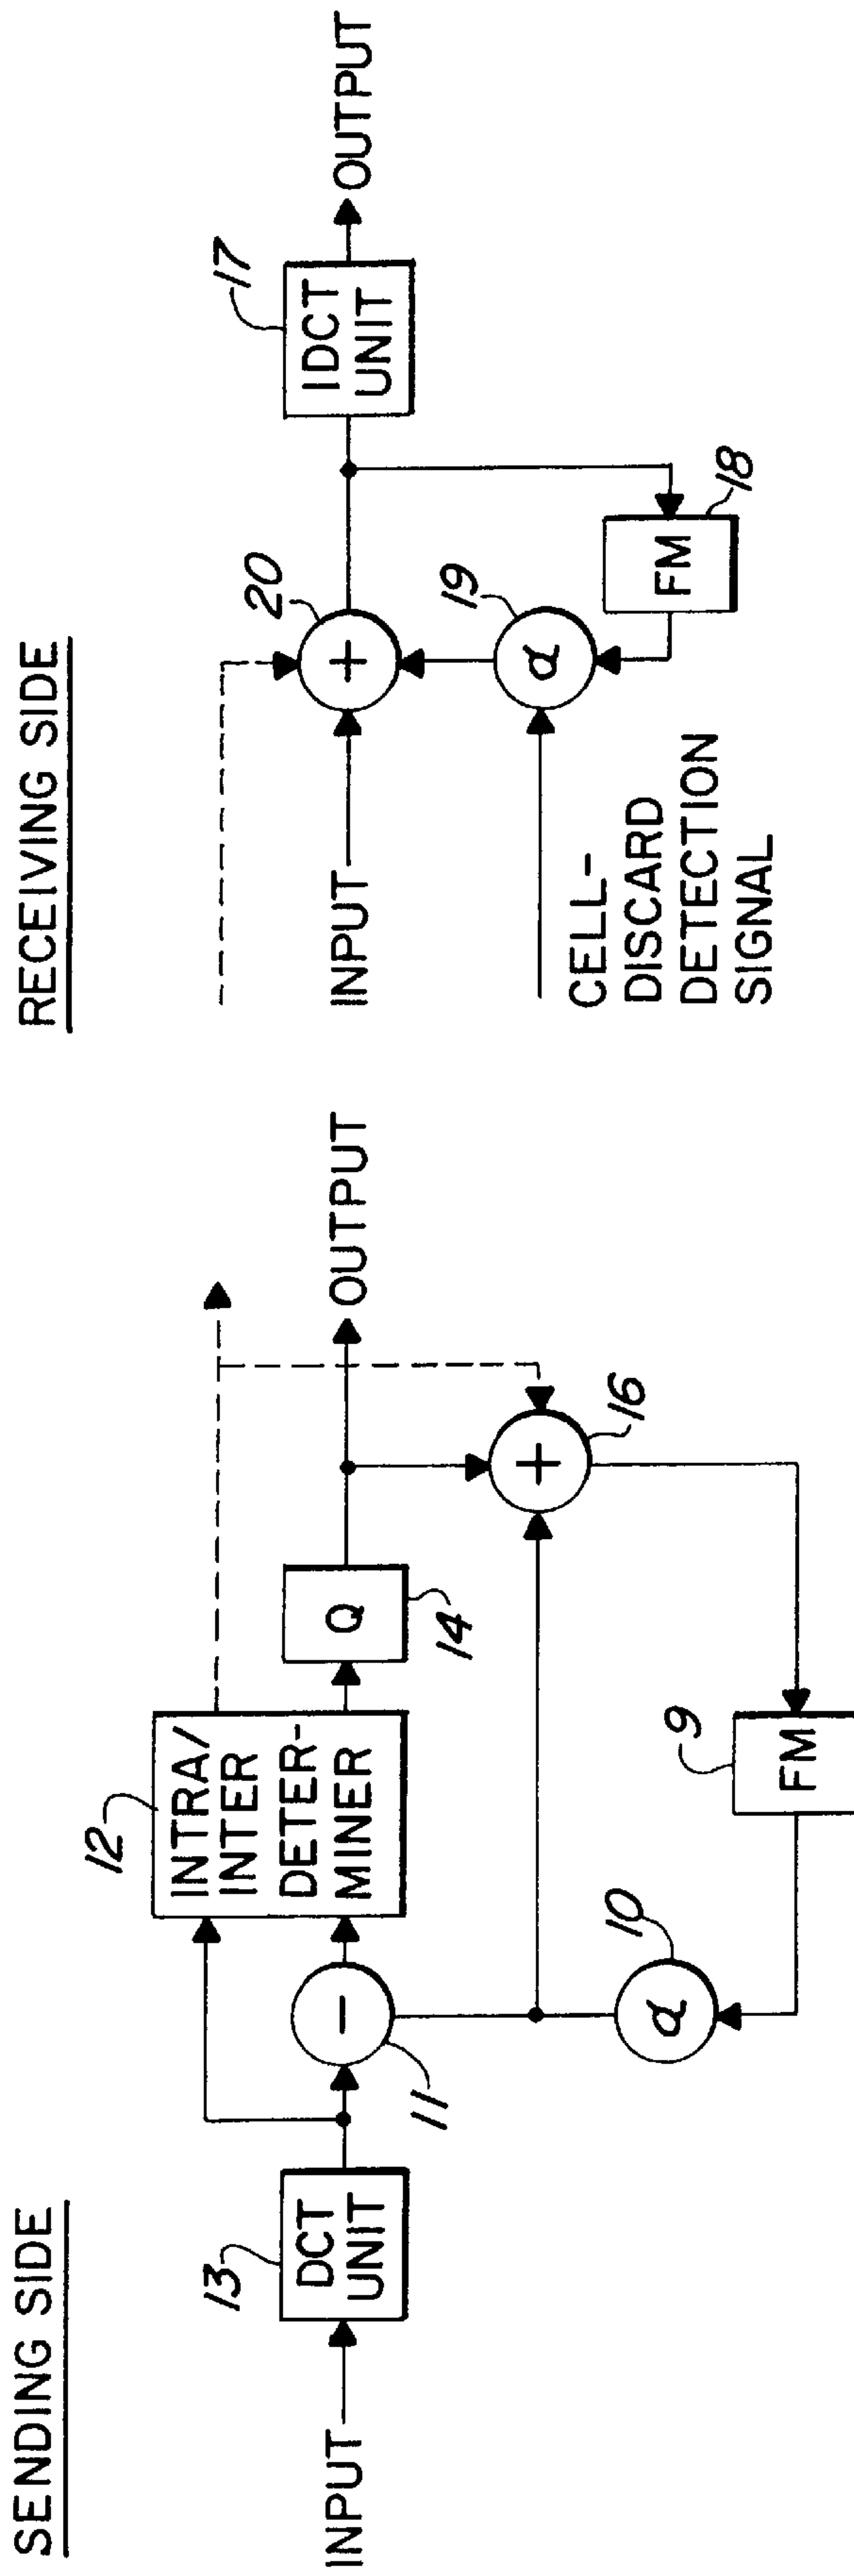 SENDING SIDE
INPUT
13
DCT
UNIT
11
12
INTRA/
INTER
DETER-
MINER
Q
14
OUTPUT
+
16
-
10
α
9
FM
RECEIVING SIDE
INPUT
20
+
19
α
CELL-
DISCARD
DETECTION
SIGNAL
FM
18
17
IDCT
UNIT
OUTPUT